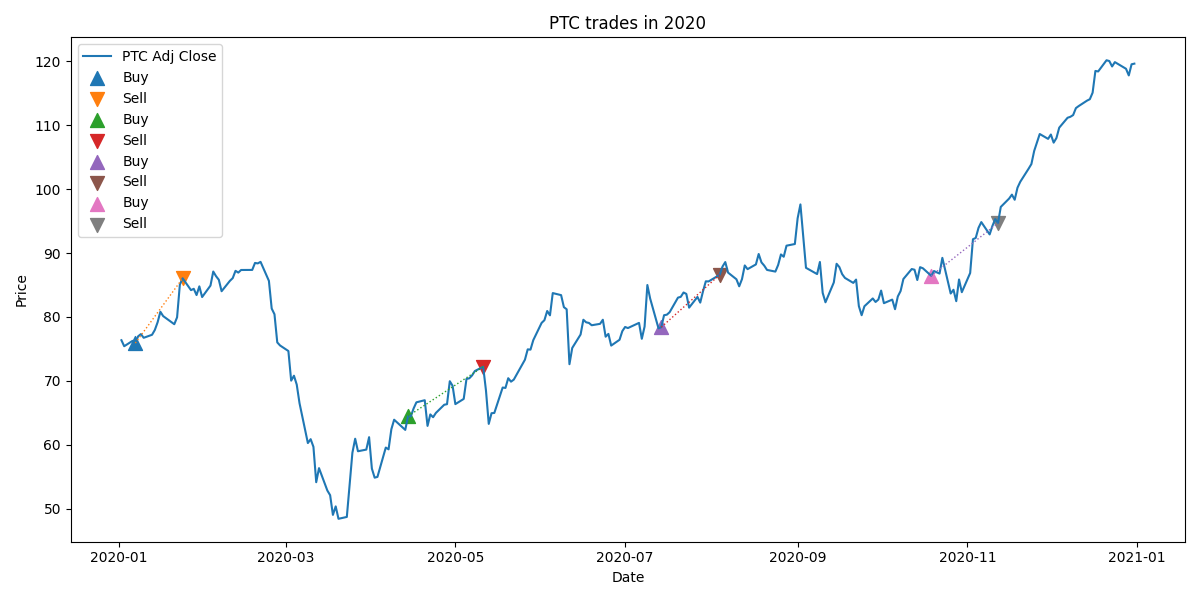 PTC trades in 2020
PTC Adj Close
Buy
Sell
Buy
Sell
Buy
Sell
Buy
Sell
120
110
100
90
80
70
60
50
Price
2020-01
2020-03
2020-05
2020-07
2020-09
2020-11
2021-01
Date